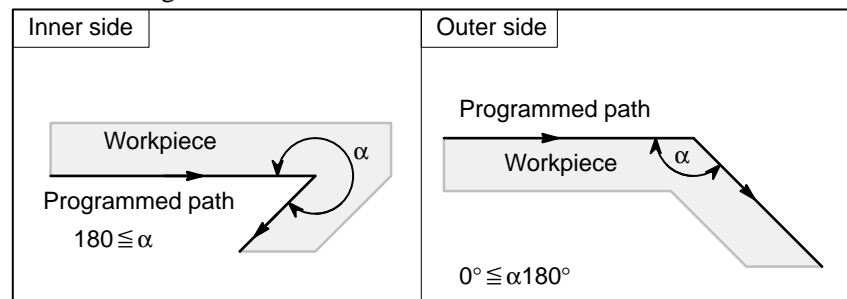 Inner side
Workpiece
α
Programmed path
180≦α
Outer side
Programmed path
Workpiece
α
0°≦α180°